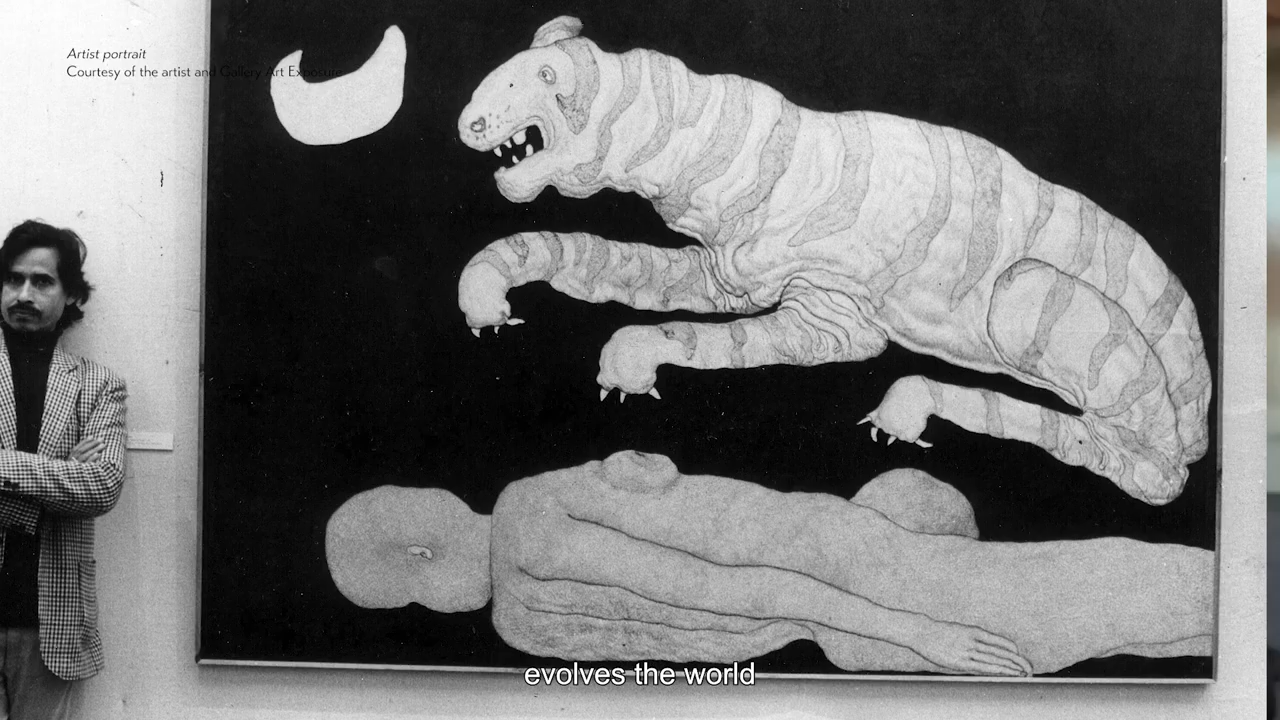 Artist portrait
Courtesy of the artist and Gallery Art Exposure
evolves the world